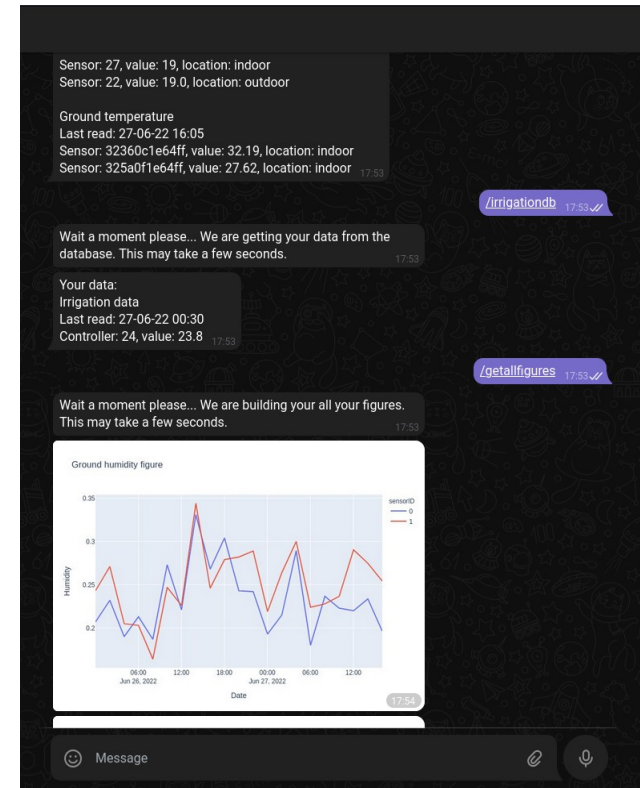 Sensor: 27, value: 19, location: indoor
Sensor: 22, value: 19.0, location: outdoor
Ground temperature
Last read: 27-06-22 16:05
Sensor: 32360c1e64ff, value: 32.19, location: indoor
Sensor: 325a0f1e64ff, value: 27.62, location: indoor 17:53
/irrigationdb 17:53
Wait a moment please... We are getting your data from the
database. This may take a few seconds. 17:53
Your data:
Irrigation data
Last read: 27-06-22 00:30
Controller: 24, value: 23.8 17:53
/getallfigures 17:53
Wait a moment please... We are building your all your figures.
This may take a few seconds. 17:53
Ground humidity figure
sensorID
0
1
0.35
0.3
0.25
0.2
Humidity
06:00 12:00 18:00 00:00 06:00 12:00
Jun 26, 2022 Jun 27, 2022
Date
17:54
Message